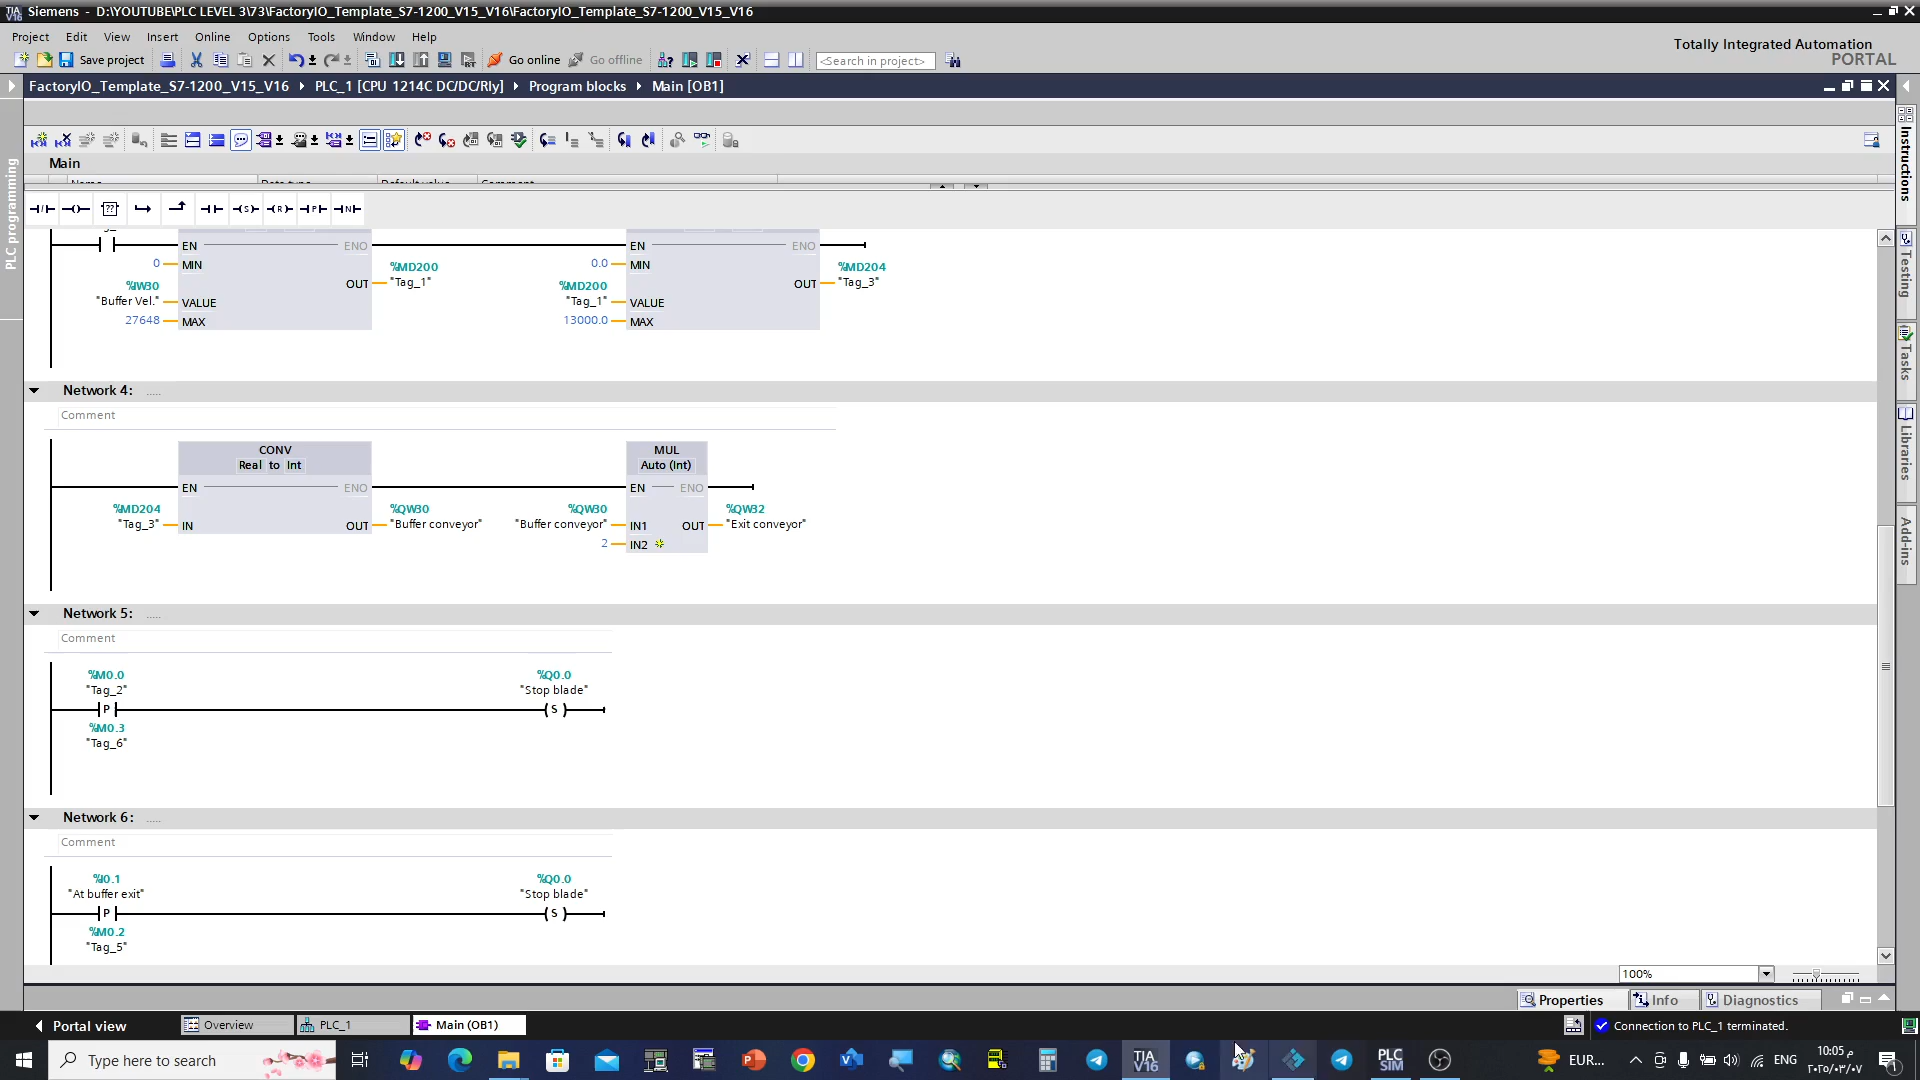 Siemens - D:\YOUTUBE\PLC LEVEL 3\73\FactoryIO_Template_S7-1200_V15_V16\FactoryIO_Template_S7-1200_V15_V16
Project Edit View Insert Online Options Tools Window Help
Totally Integrated Automation
PORTAL
Save project Go online Go offline <Search in project>
FactoryIO_Template_S7-1200_V15_V16 PLC_1 [CPU 1214C DC/DC/Rly] Program blocks Main [OB1]
Main
EN ENO EN ENO
0 MIN %MD200 0.0 MIN %MD204
%IW30 OUT "Tag_1" %MD200 OUT "Tag_3"
"Buffer Vel." VALUE "Tag_1" VALUE
27648 MAX 13000.0 MAX
Network 4: .....
Comment
CONV MUL
Real to Int Auto (Int)
EN ENO EN ENO
%MD204 %QW30 %QW30 %QW32
"Tag_3" IN OUT "Buffer conveyor" "Buffer conveyor" IN1 OUT "Exit conveyor"
2 IN2
Network 5: .....
Comment
%M0.0 %Q0.0
"Tag_2" "Stop blade"
P S
%M0.3
"Tag_6"
Network 6: .....
Comment
%I0.1 %Q0.0
"At buffer exit" "Stop blade"
P S
%M0.2
"Tag_5"
100%
Properties Info Diagnostics
Portal view Overview PLC_1 Main (OB1) Connection to PLC_1 terminated.
Type here to search EUR... ENG 10:05 م
٢٠٢٥/٠٣/٠٧
PLC programming
Instructions
Testing
Tasks
Libraries
Add-ins
TIA V16
PLC SIM